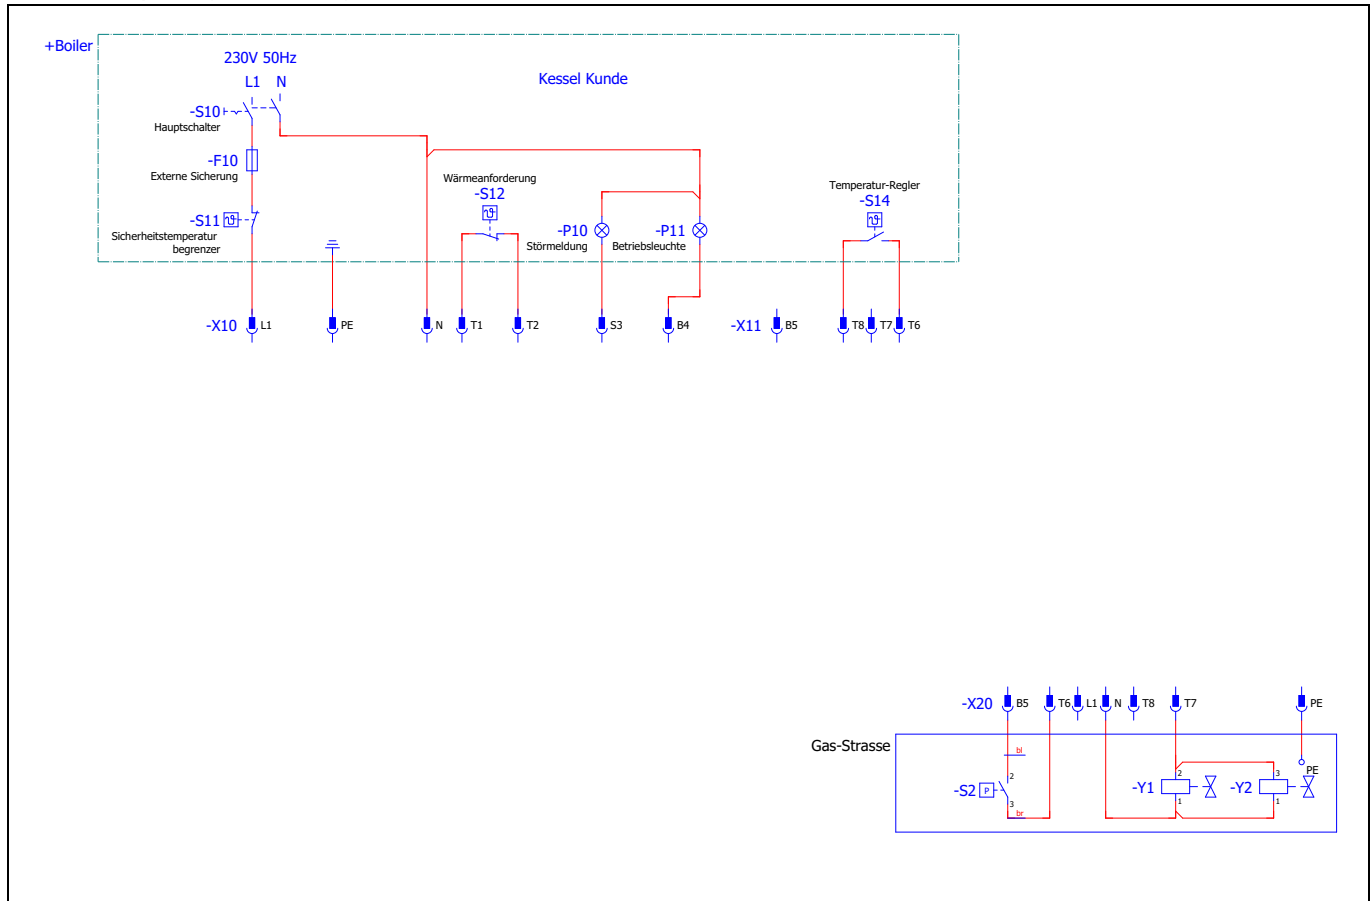 +Boiler
230V 50Hz
Kessel Kunde
L1 N
-S10
Hauptschalter
-F10
Externe Sicherung
Wärmeanforderung
-S12
Temperatur-Regler
-S14
-S11
Sicherheitstemperatur
begrenzer
-P10
Störmeldung
-P11
Betriebsleuchte
-X10 L1 PE N T1 T2 S3 B4 -X11 B5 T8 T7 T6
-X20 B5 T6 L1 N T8 T7 PE
Gas-Strasse
bl
PE
2 2 3
-S2 P -Y1 -Y2
3 1 1
br